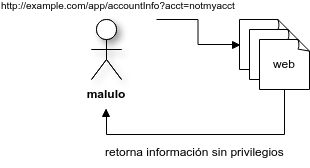 http://example.com/app/accountInfo?acct=notmyacct
web
malulo
retorna información sin privilegios